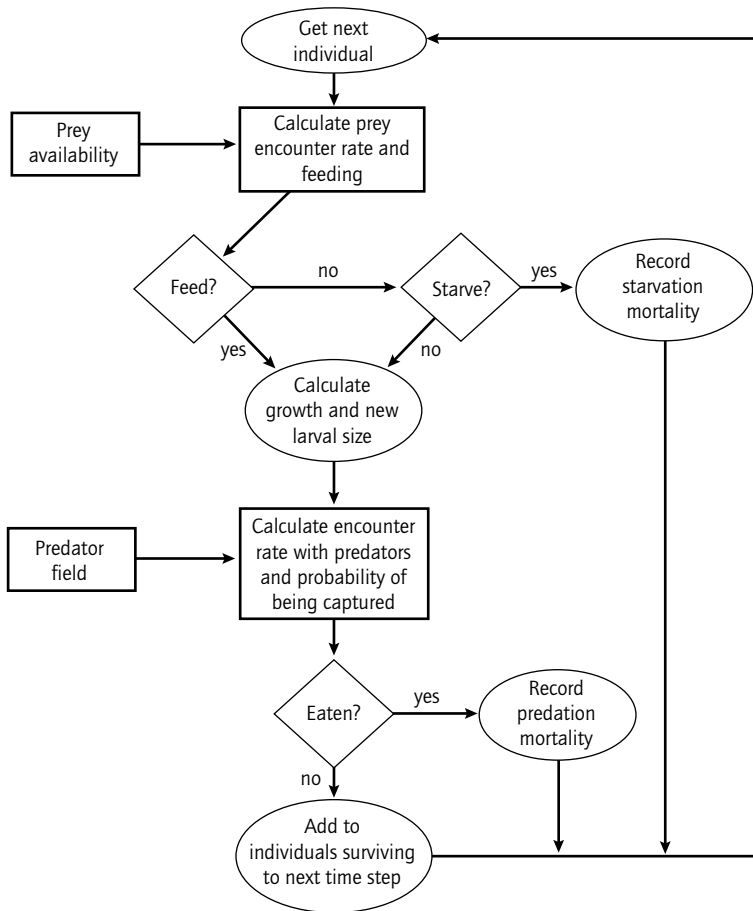 Get next
individual
Prey
availability
Calculate prey
encounter rate and
feeding
Feed?
no
Starve?
yes
Record
starvation
mortality
yes
no
Calculate
growth and new
larval size
Predator
field
Calculate encounter
rate with predators
and probability of
being captured
Eaten?
yes
Record
predation
mortality
no
Add to
individuals surviving
to next time step